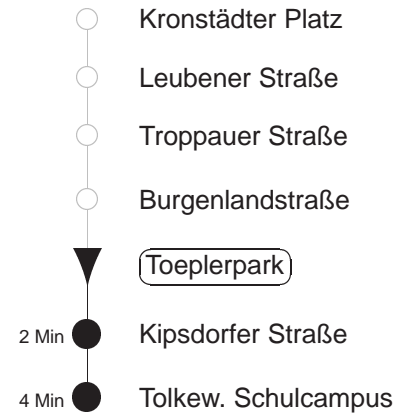 Kronstädter Platz
Leubener Straße
Troppauer Straße
Burgenlandstraße
Toeplerpark
2 Min Kipsdorfer Straße
4 Min Tolkew. Schulcampus